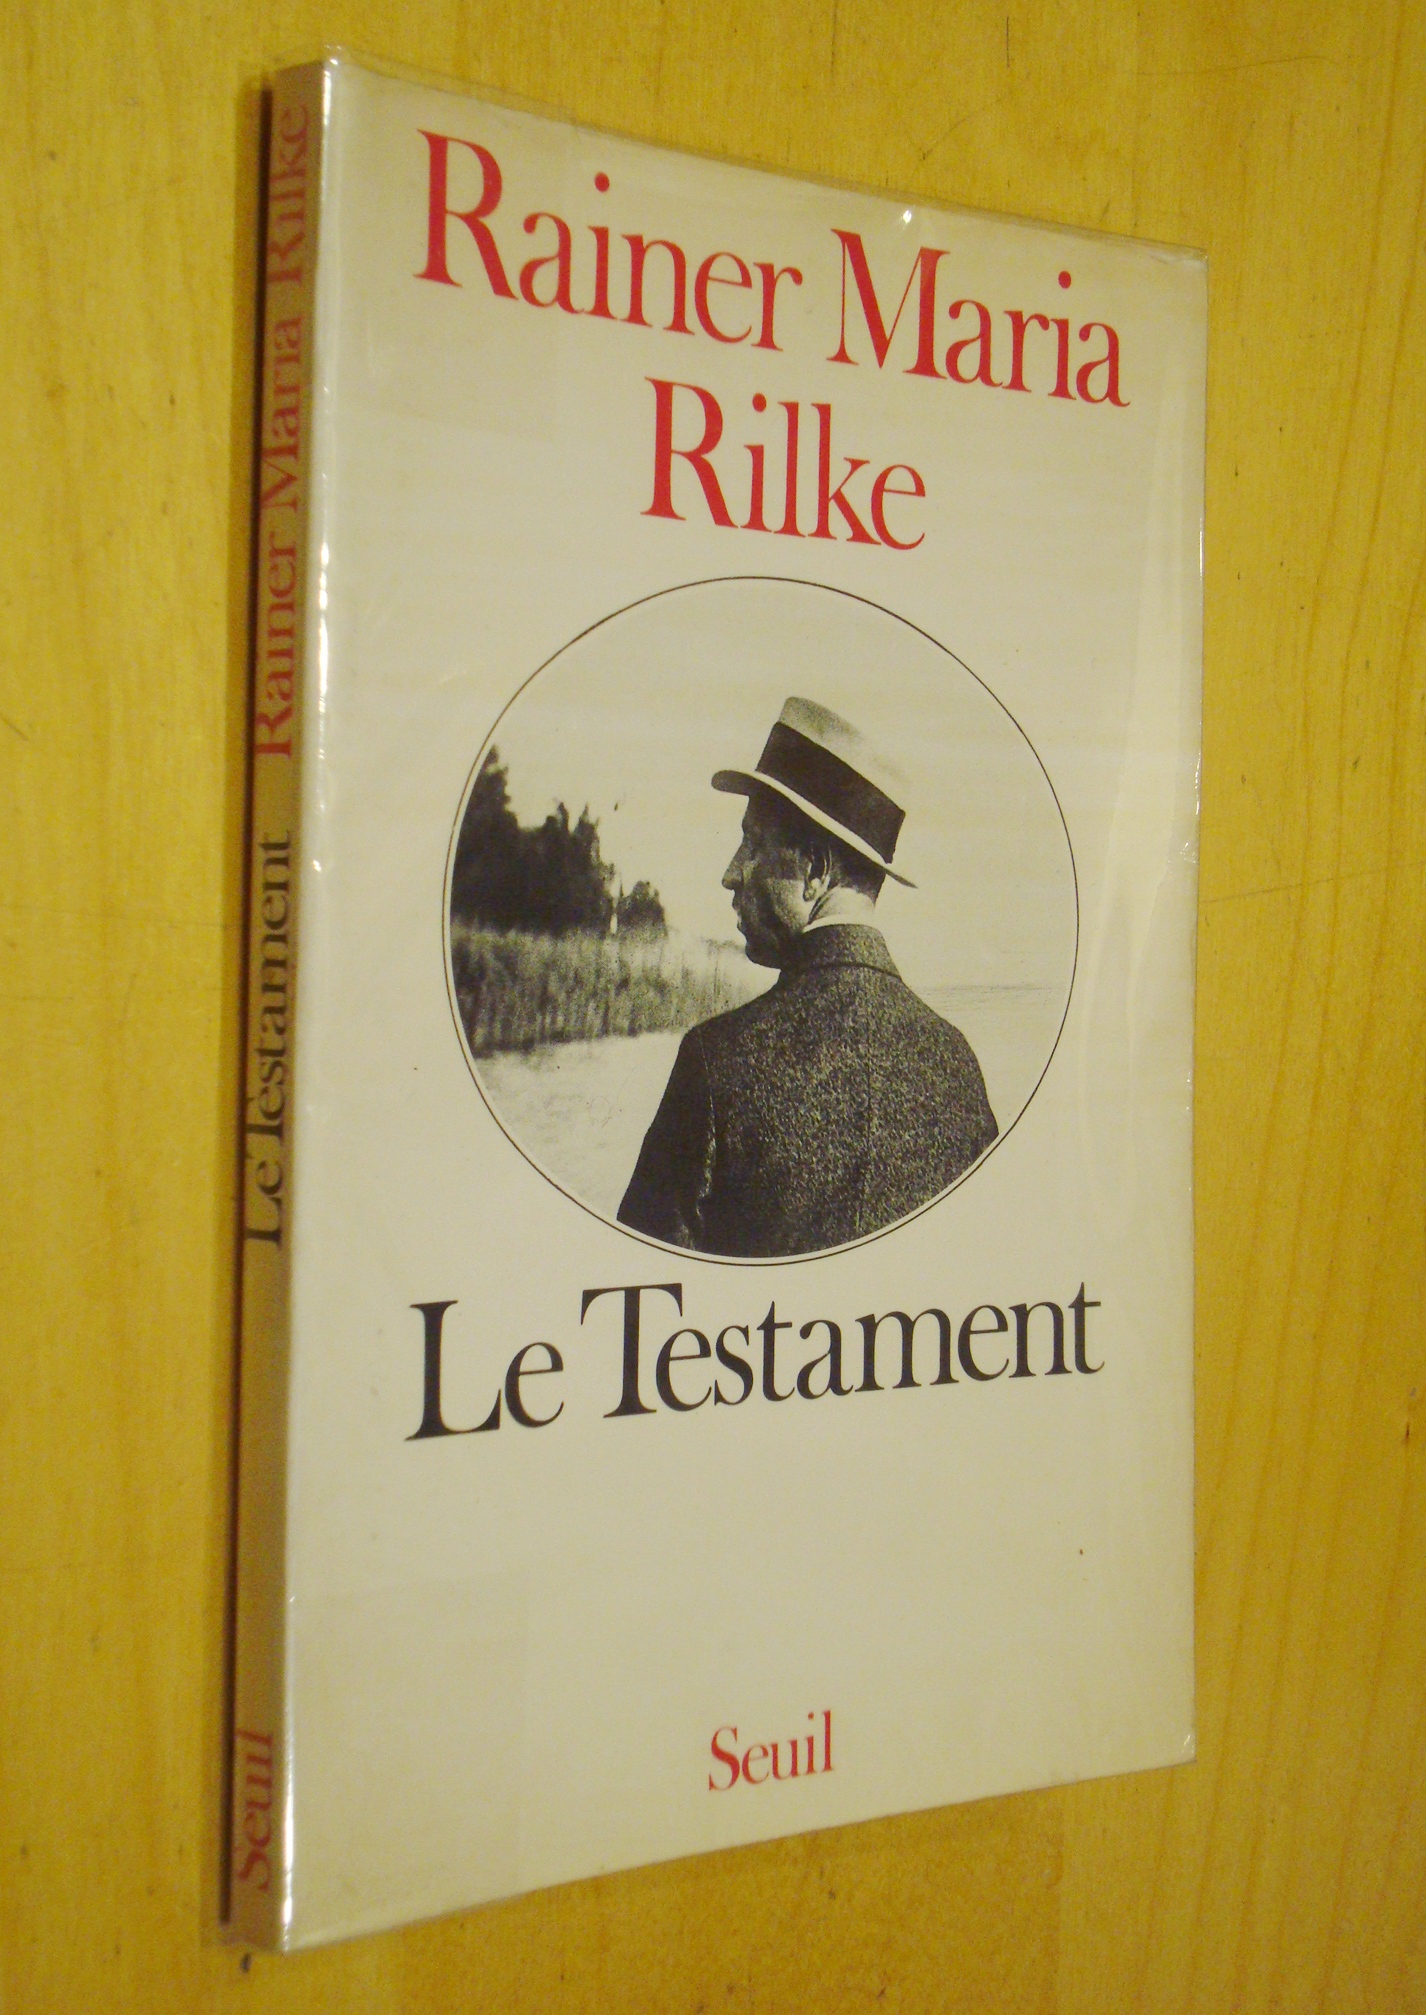 Rainer Maria
Rilke
Le Testament
Seuil
Le Testament Rainer Maria Rilke
Seuil